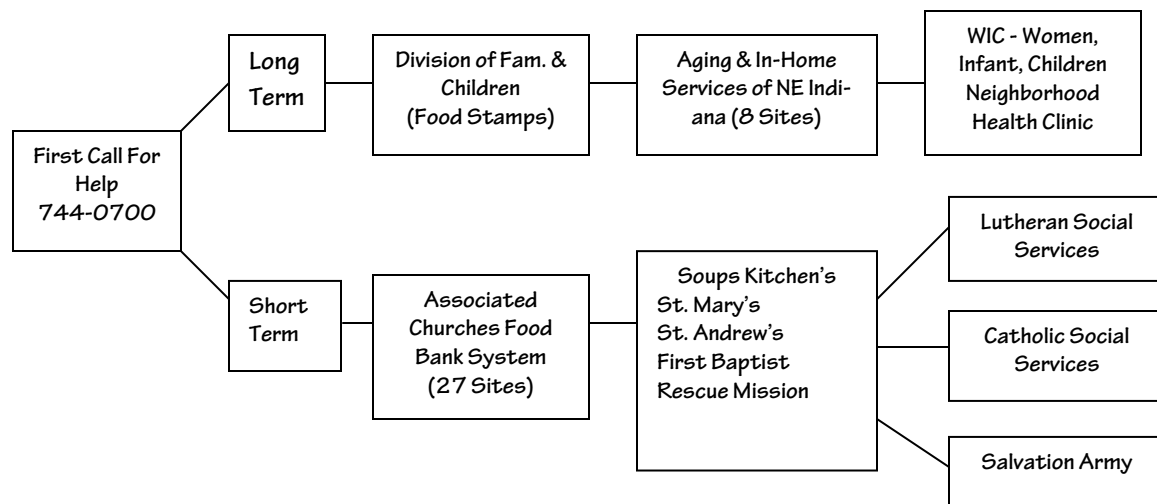 First Call For
Help
744-0700
Long
Term
Division of Fam. &
Children
(Food Stamps)
Aging & In-Home
Services of NE Indi-
ana (8 Sites)
WIC - Women,
Infant, Children
Neighborhood
Health Clinic
Short
Term
Associated
Churches Food
Bank System
(27 Sites)
Soups Kitchen's
St. Mary's
St. Andrew's
First Baptist
Rescue Mission
Lutheran Social
Services
Catholic Social
Services
Salvation Army